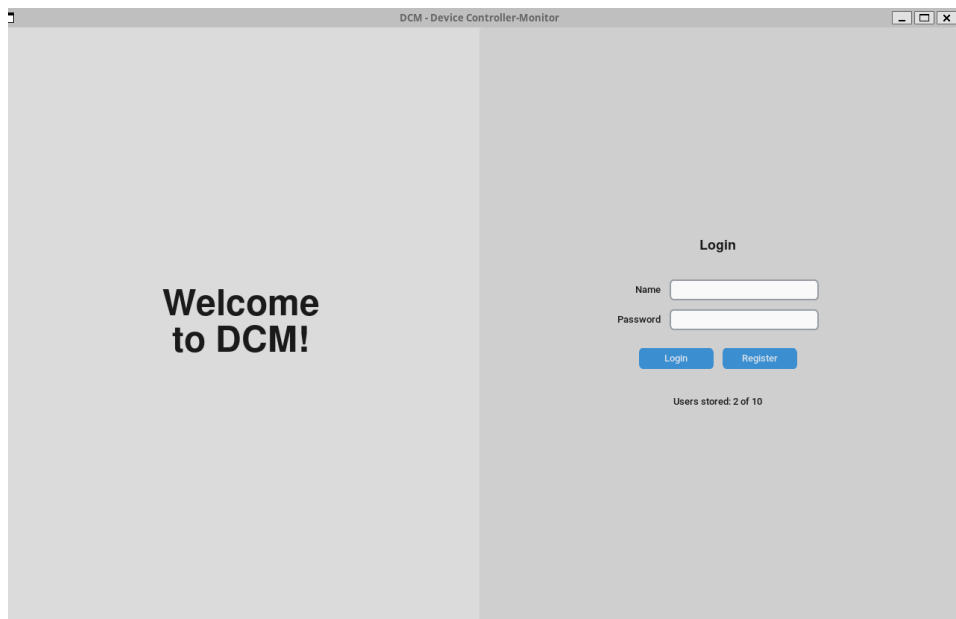 DCM - Device Controller-Monitor
Welcome
to DCM!
Login
Name
Password
Login Register
Users stored: 2 of 10